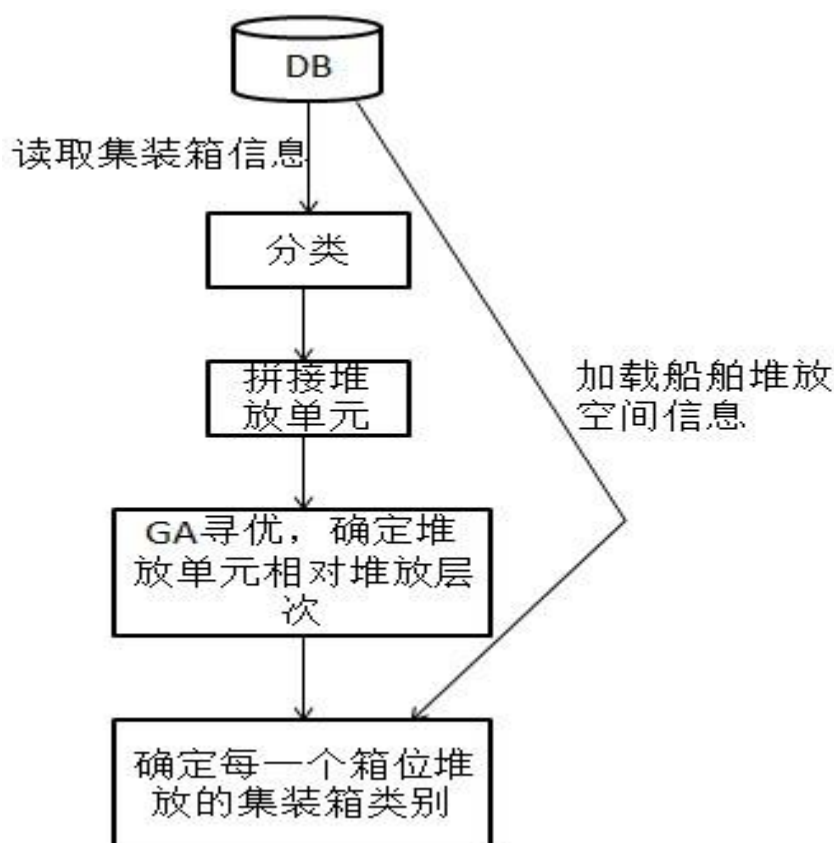 DB
读取集装箱信息
分类
拼接堆
放单元
加载船舶堆放
空间信息
GA寻优，确定堆
放单元相对堆放层
次
确定每一个箱位堆
放的集装箱类别